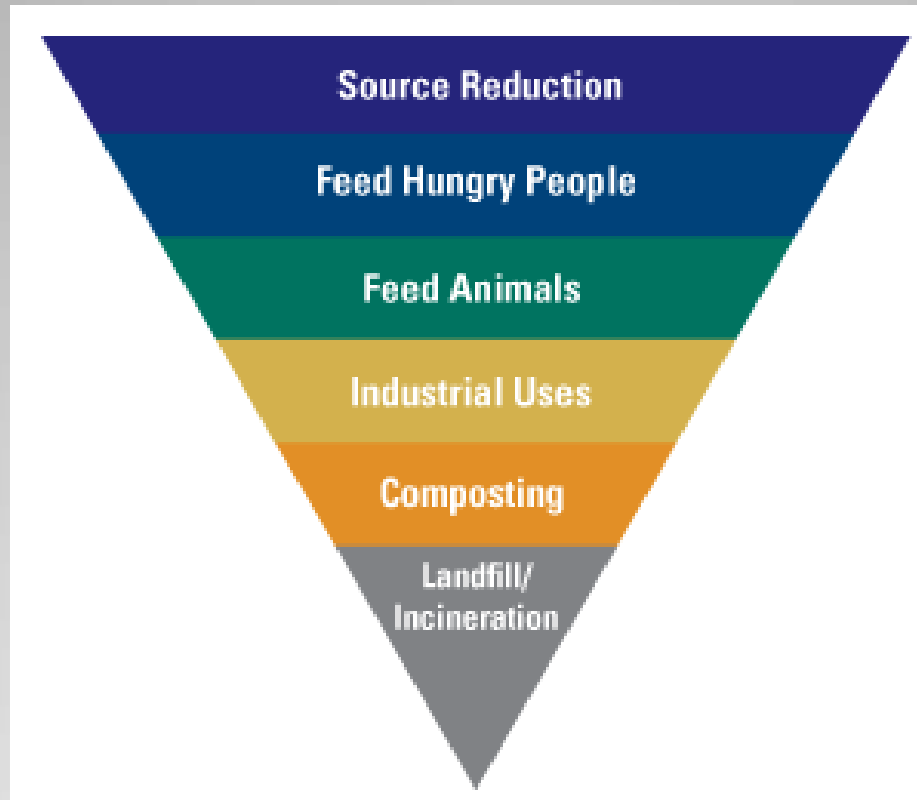 Source Reduction
Feed Hungry People
Feed Animals
Industrial Uses
Composting
Landfill/
Incineration